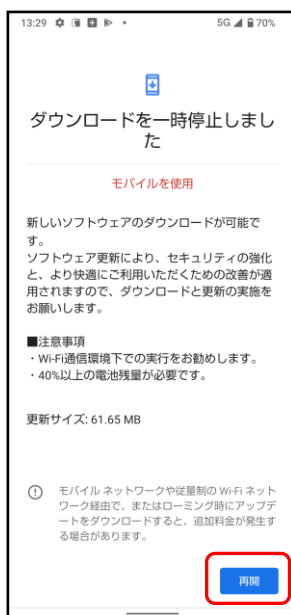 13:29 5G 70%
ダウンロードを一時停止しまし
た
モバイルを使用
新しいソフトウェアのダウンロードが可能で
す。
ソフトウェア更新により、セキュリティの強化
と、より快適にご利用いただくための改善が適
用されますので、ダウンロードと更新の実施を
お願いします。
■注意事項
・Wi-Fi通信環境下での実行をお勧めします。
・40%以上の電池残量が必要です。
更新サイズ: 61.65 MB
モバイル ネットワークや従量制の Wi-Fi ネット
ワーク経由で、またはローミング時にアップデ
ートをダウンロードすると、追加料金が発生す
る場合があります。
再開